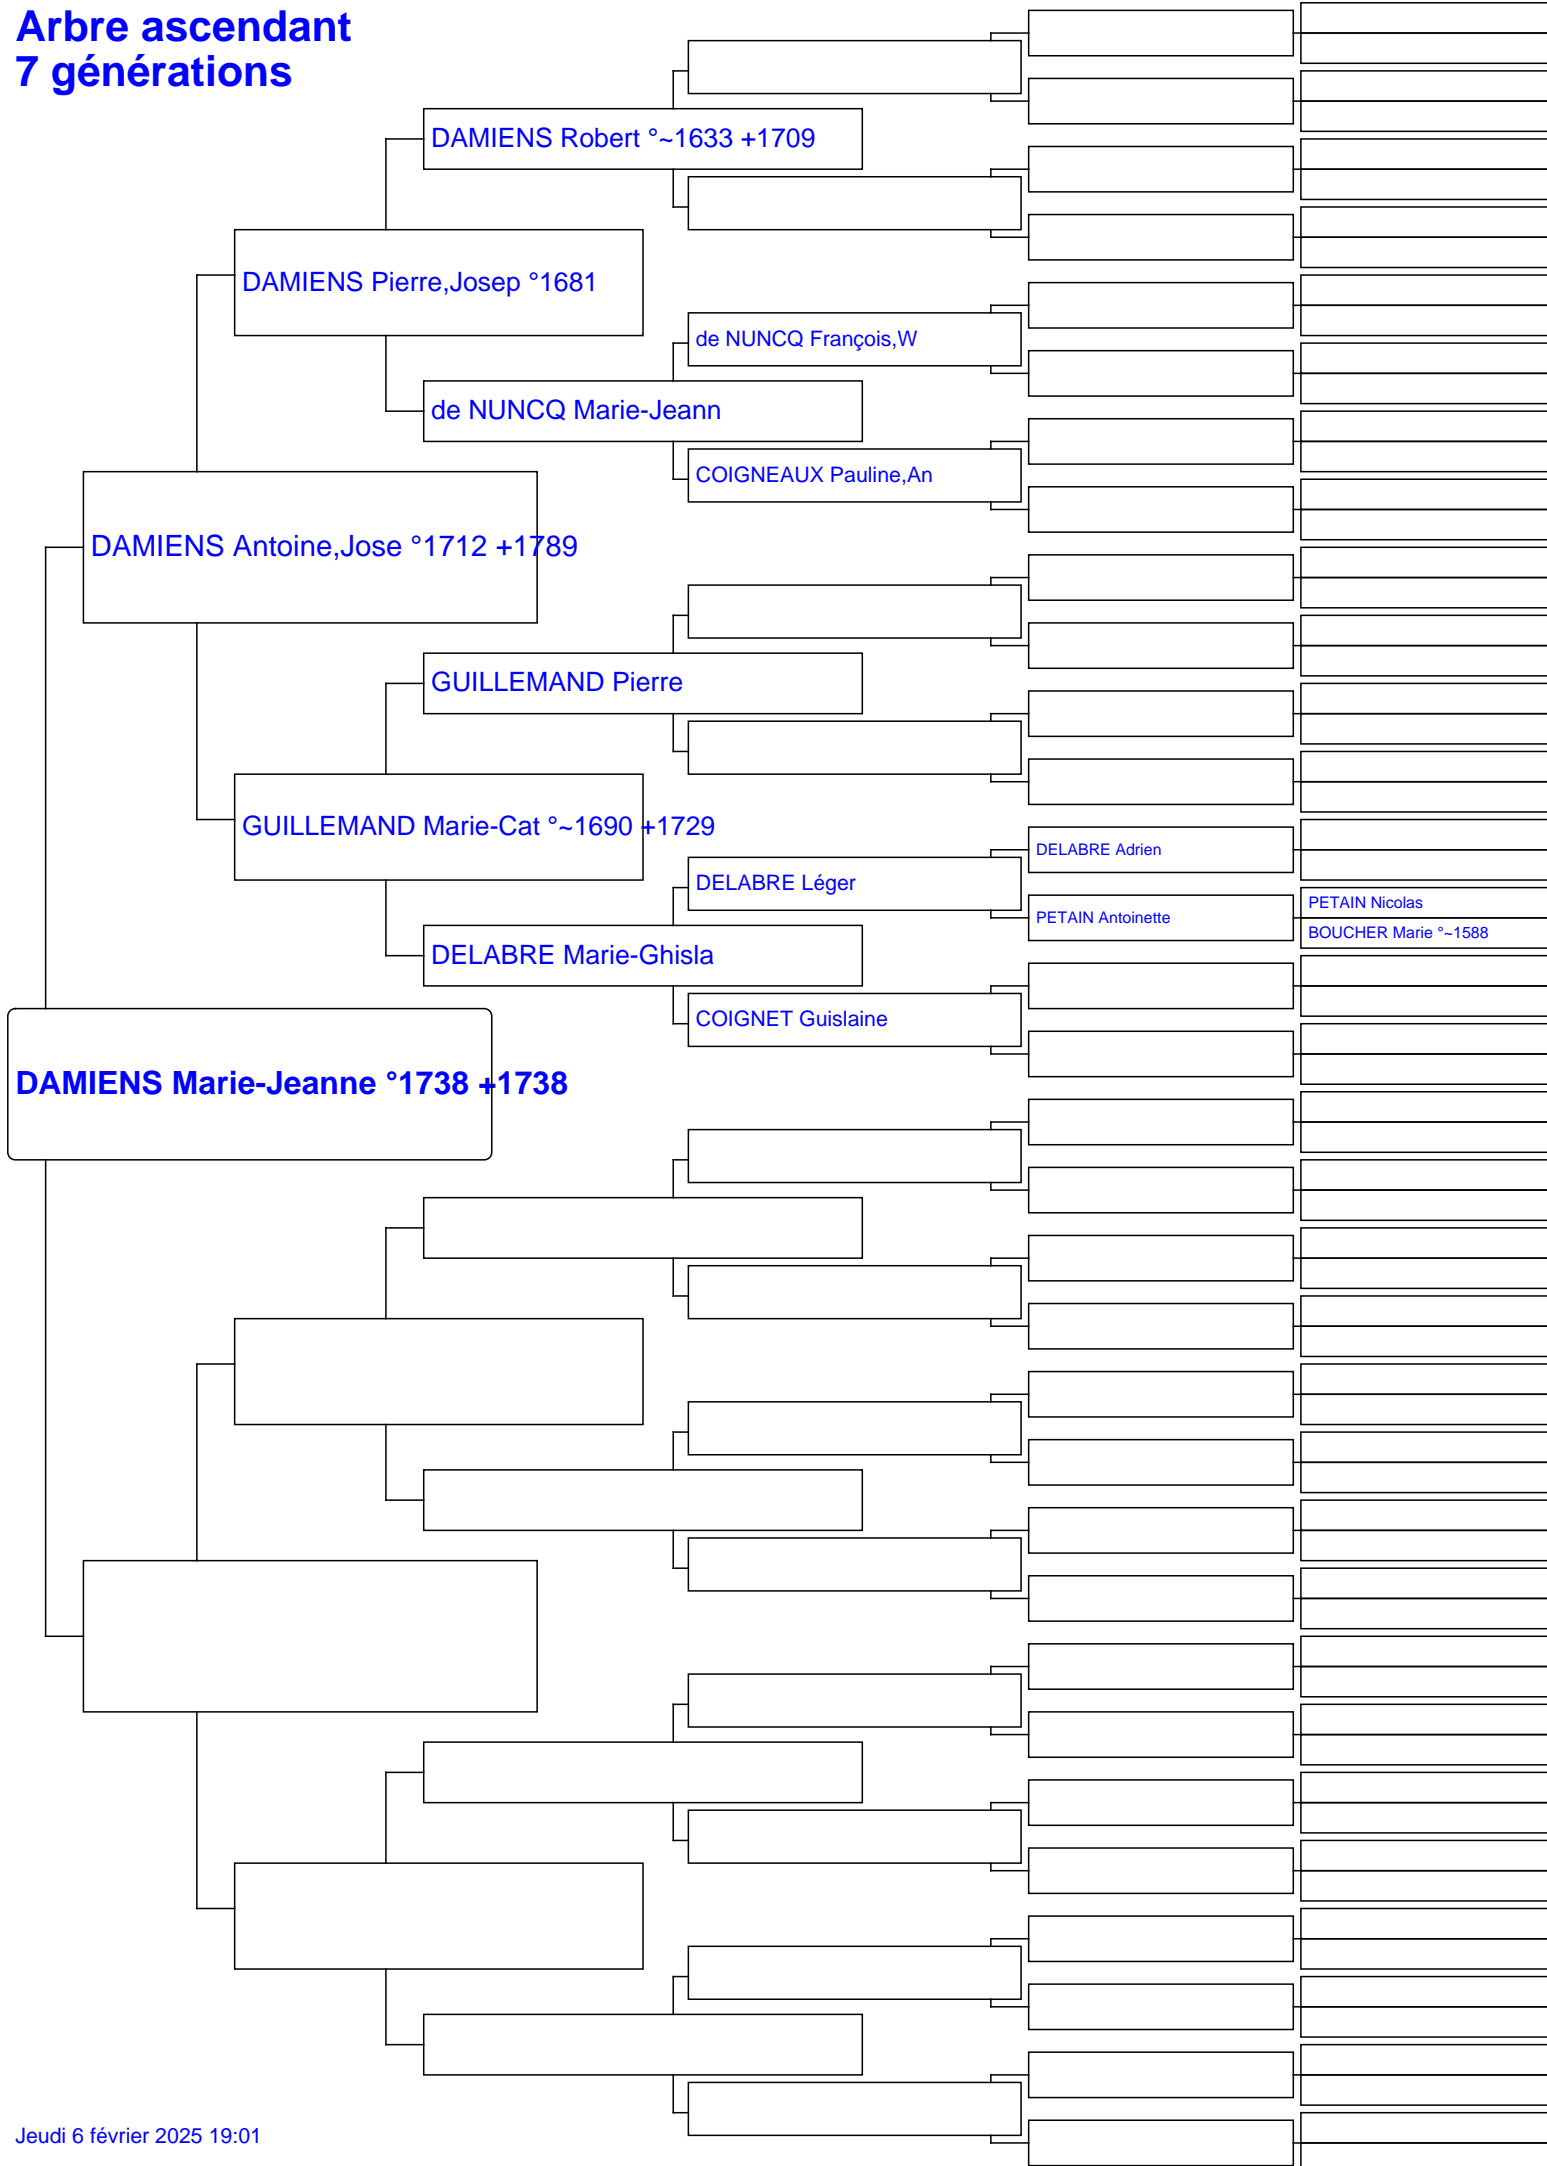 Arbre ascendant
7 générations
DAMIENS Robert °~1633 +1709
DAMIENS Pierre,Josep °1681
de NUNCQ François,W
de NUNCQ Marie-Jeann
COIGNEAUX Pauline,An
DAMIENS Antoine,Jose °1712 +1789
GUILLEMAND Pierre
GUILLEMAND Marie-Cat °~1690 +1729
DELABRE Adrien
DELABRE Léger
PETAIN Nicolas
PETAIN Antoinette
BOUCHER Marie °~1588
DELABRE Marie-Ghisla
COIGNET Guislaine
DAMIENS Marie-Jeanne °1738 +1738
Jeudi 6 février 2025 19:01